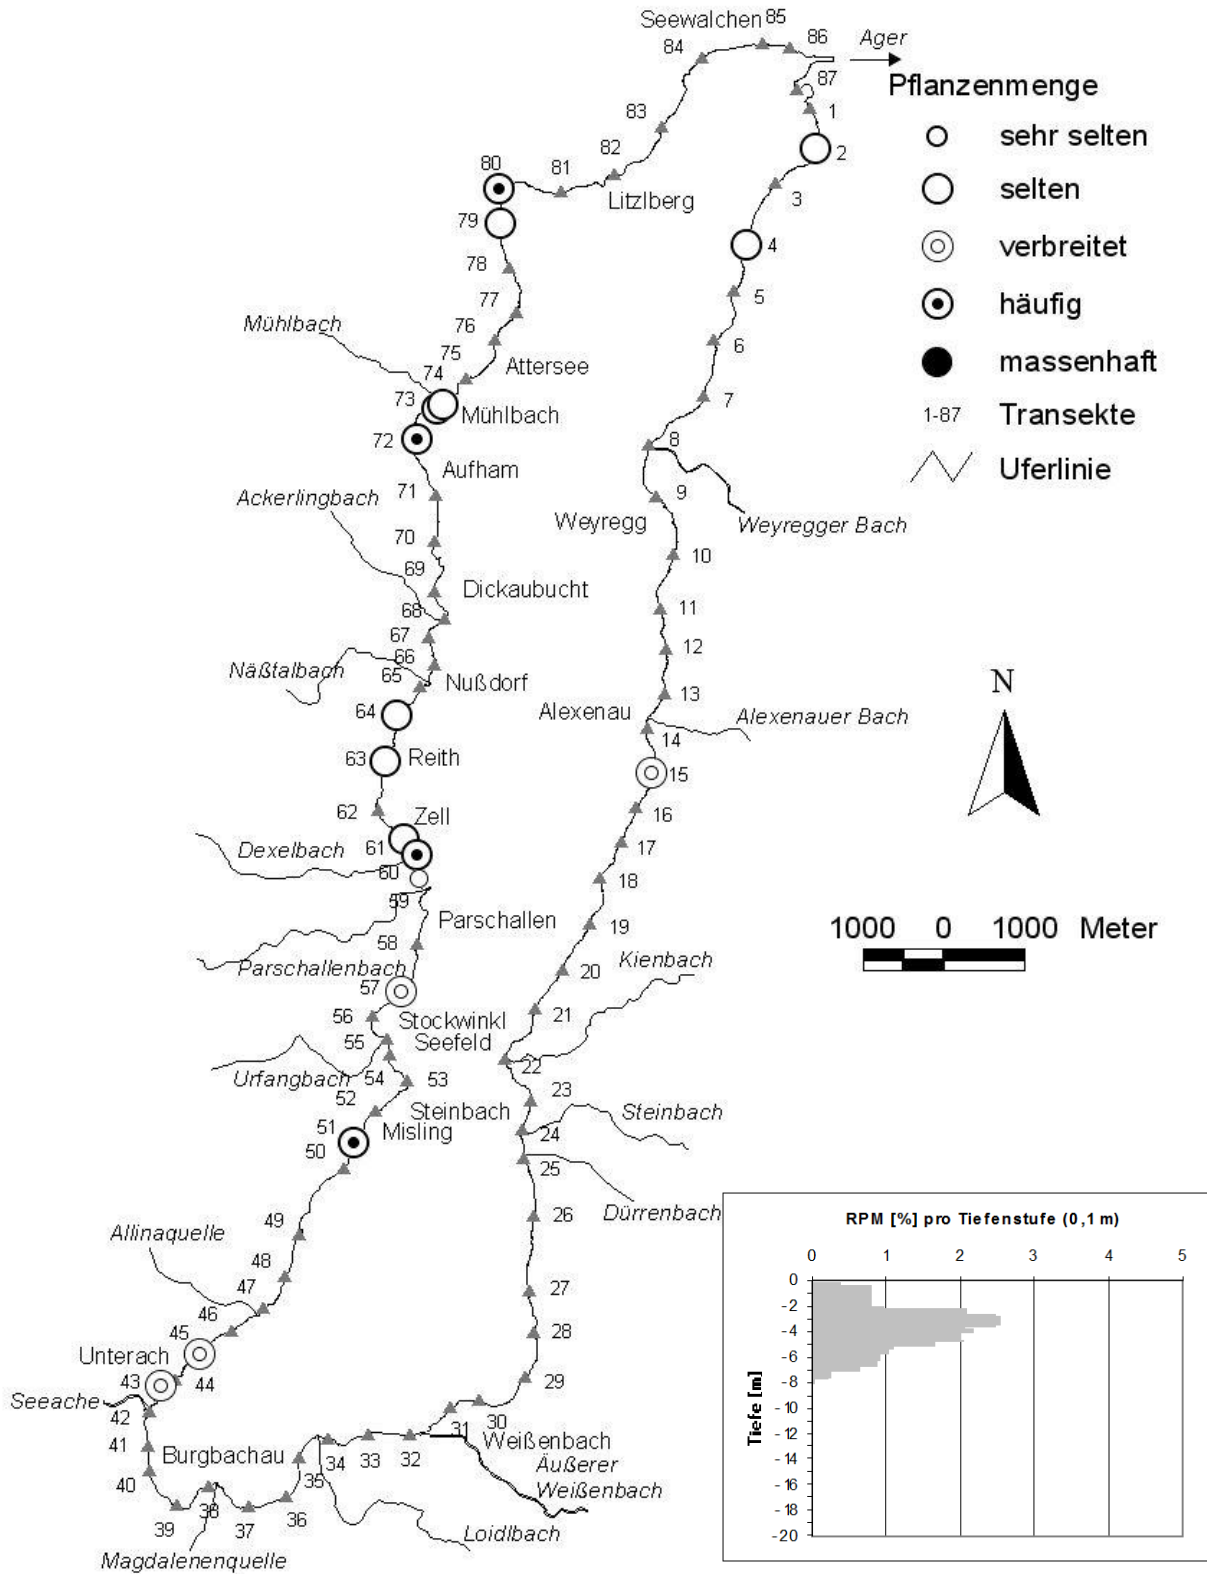 Seewalchen
85
86
Ager
84
87
Pflanzenmenge
1
sehr selten
83
2
82
80
81
3
selten
Litzlberg
79
4
verbreitet
78
5
häufig
77
Mühlbach
76
6
75
Attersee
massenhaft
74
73
7
Mühlbach
1-87
Transekte
72
8
Aufham
Uferlinie
71
9
Ackerlingbach
Weyregg
Weyregger Bach
70
10
69
Dickaubucht
68
11
67
12
66
Näßtalbach
65
Nußdorf
13
N
64
Alexenau
Alexenauer Bach
14
63
Reith
15
62
Zell
16
61
Dexelbach
17
60
18
59
Parschallen
19
1000 0 1000 Meter
58
Parschallenbach
20
Kienbach
57
56
Stockwinkl
21
55
Seefeld
22
Urfangbach
54
53
23
52
Steinbach
Steinbach
51
Misling
24
50
25
Dürrenbach
26
49
Allinaquelle
48
27
47
46
28
45
Unterach
43
44
29
Seeache
42
30
31
41
Burgbachau
34
33
32
Weißenbach
Äußerer
Weißenbach
40
35
39
38
37
36
Loidlbach
Magdalenenquelle
RPM [%] pro Tiefenstufe (0,1 m)
0 1 2 3 4 5
0
-2
-4
-6
-8
-10
-12
-14
-16
-18
-20
Tiefe [m]